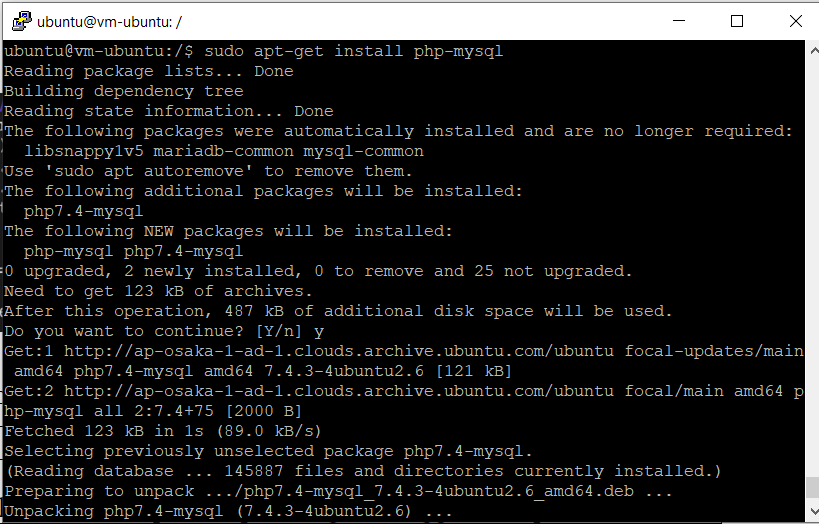 ubuntu@vm-ubuntu: /
ubuntu@vm-ubuntu:/$ sudo apt-get install php-mysql
Reading package lists... Done
Building dependency tree
Reading state information... Done
The following packages were automatically installed and are no longer required:
  libsnappy1v5 mariadb-common mysql-common
Use 'sudo apt autoremove' to remove them.
The following additional packages will be installed:
  php7.4-mysql
The following NEW packages will be installed:
  php-mysql php7.4-mysql
0 upgraded, 2 newly installed, 0 to remove and 25 not upgraded.
Need to get 123 kB of archives.
After this operation, 487 kB of additional disk space will be used.
Do you want to continue? [Y/n] y
Get:1 http://ap-osaka-1-ad-1.clouds.archive.ubuntu.com/ubuntu focal-updates/main
 amd64 php7.4-mysql amd64 7.4.3-4ubuntu2.6 [121 kB]
Get:2 http://ap-osaka-1-ad-1.clouds.archive.ubuntu.com/ubuntu focal/main amd64 p
hp-mysql all 2:7.4+75 [2000 B]
Fetched 123 kB in 1s (89.0 kB/s)
Selecting previously unselected package php7.4-mysql.
(Reading database ... 145887 files and directories currently installed.)
Preparing to unpack .../php7.4-mysql_7.4.3-4ubuntu2.6_amd64.deb ...
Unpacking php7.4-mysql (7.4.3-4ubuntu2.6) ...